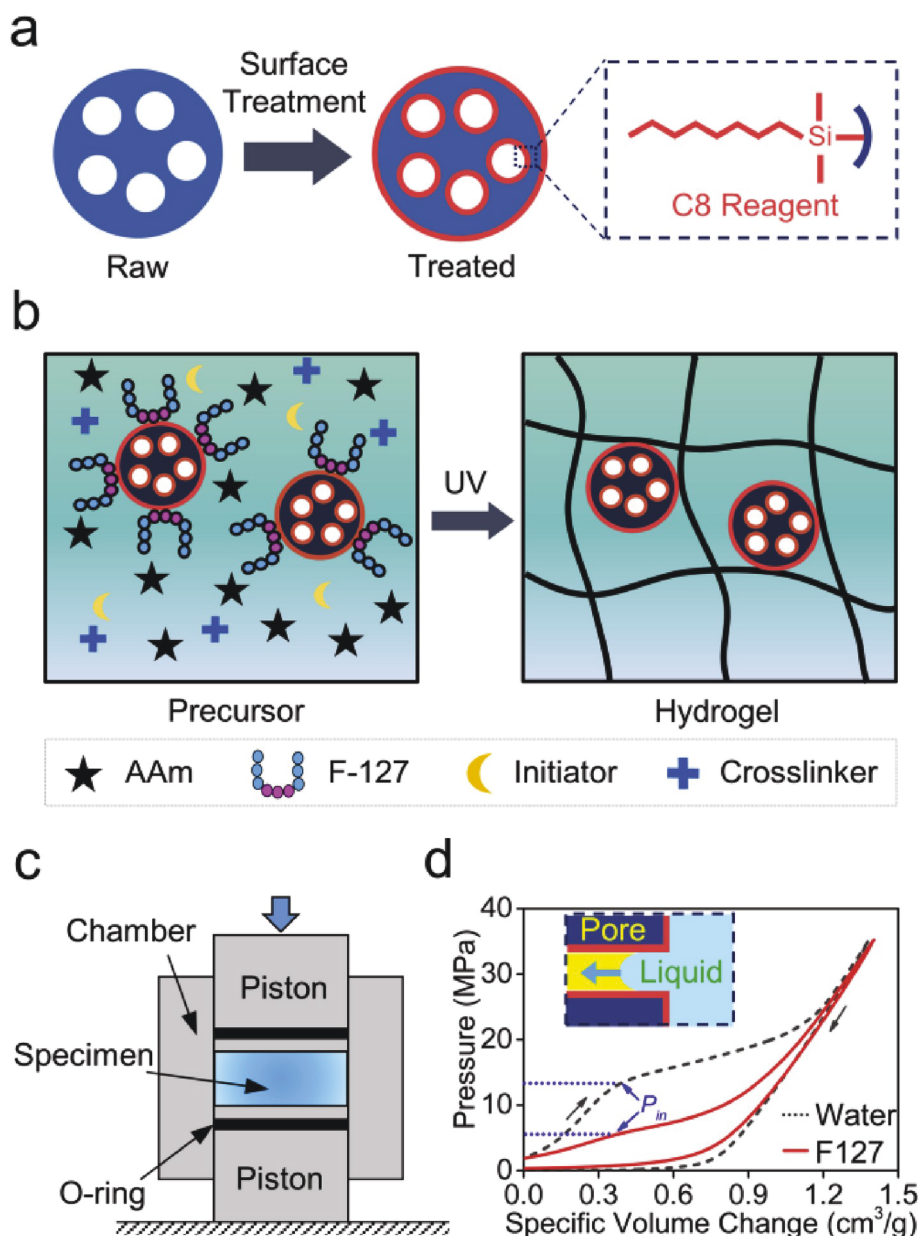 a
Surface
Treatment
Raw
Treated
Si
C8 Reagent
b
UV
Precursor
Hydrogel
AAm
F-127
Initiator
Crosslinker
c
Chamber
Specimen
O-ring
Piston
Piston
d
Pressure (MPa)
40
30
20
10
0
Pore
Liquid
Pin
Water
F127
0.0 0.3 0.6 0.9 1.2 1.5
Specific Volume Change (cm³/g)